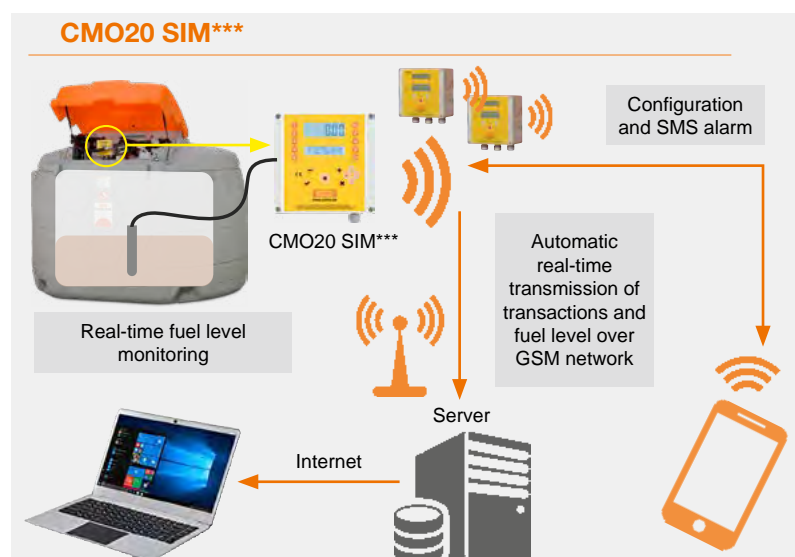 CMO20 SIM***
Configuration
and SMS alarm
CMO20 SIM***
Automatic
real-time
transmission of
transactions and
fuel level over
GSM network
Real-time fuel level
monitoring
Server
Internet